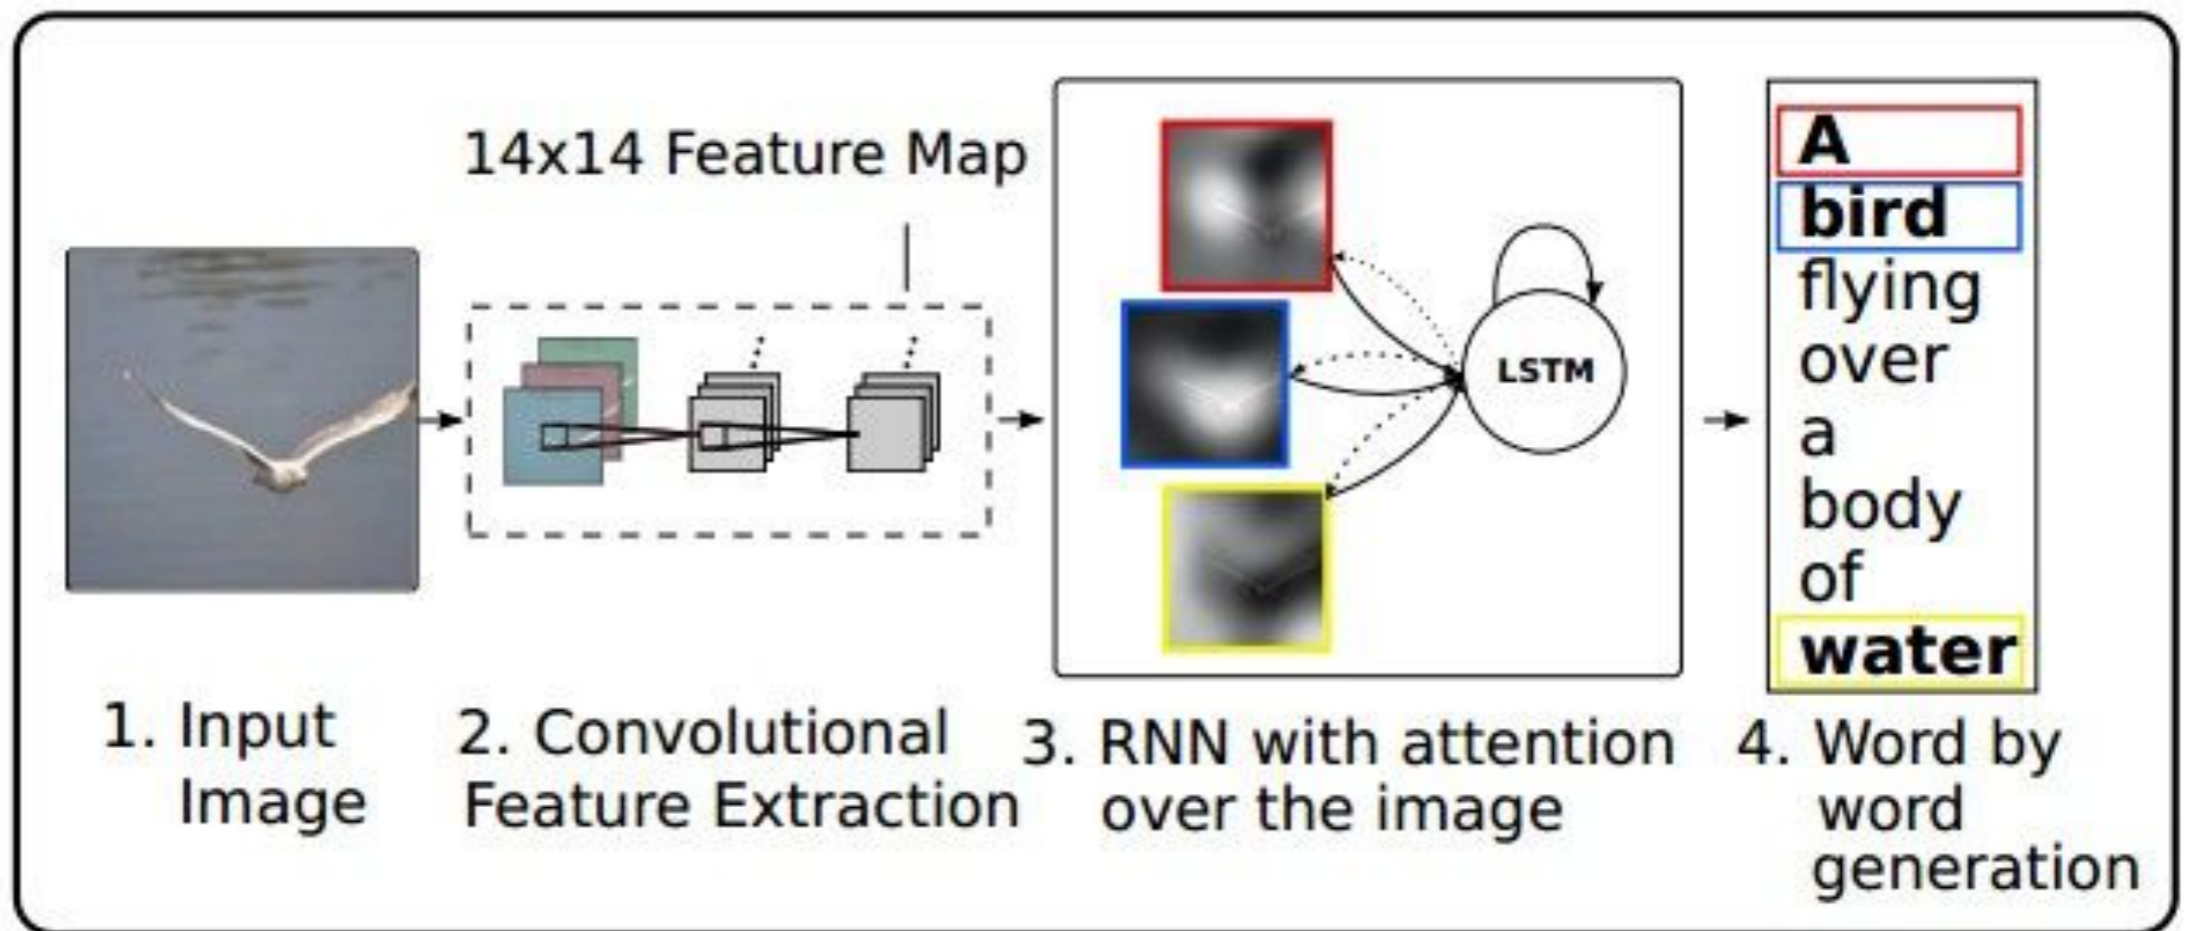 14x14 Feature Map
LSTM
A
bird
flying
over
a
body
of
water
1. Input
Image
2. Convolutional
Feature Extraction
3. RNN with attention
over the image
4. Word by
word
generation